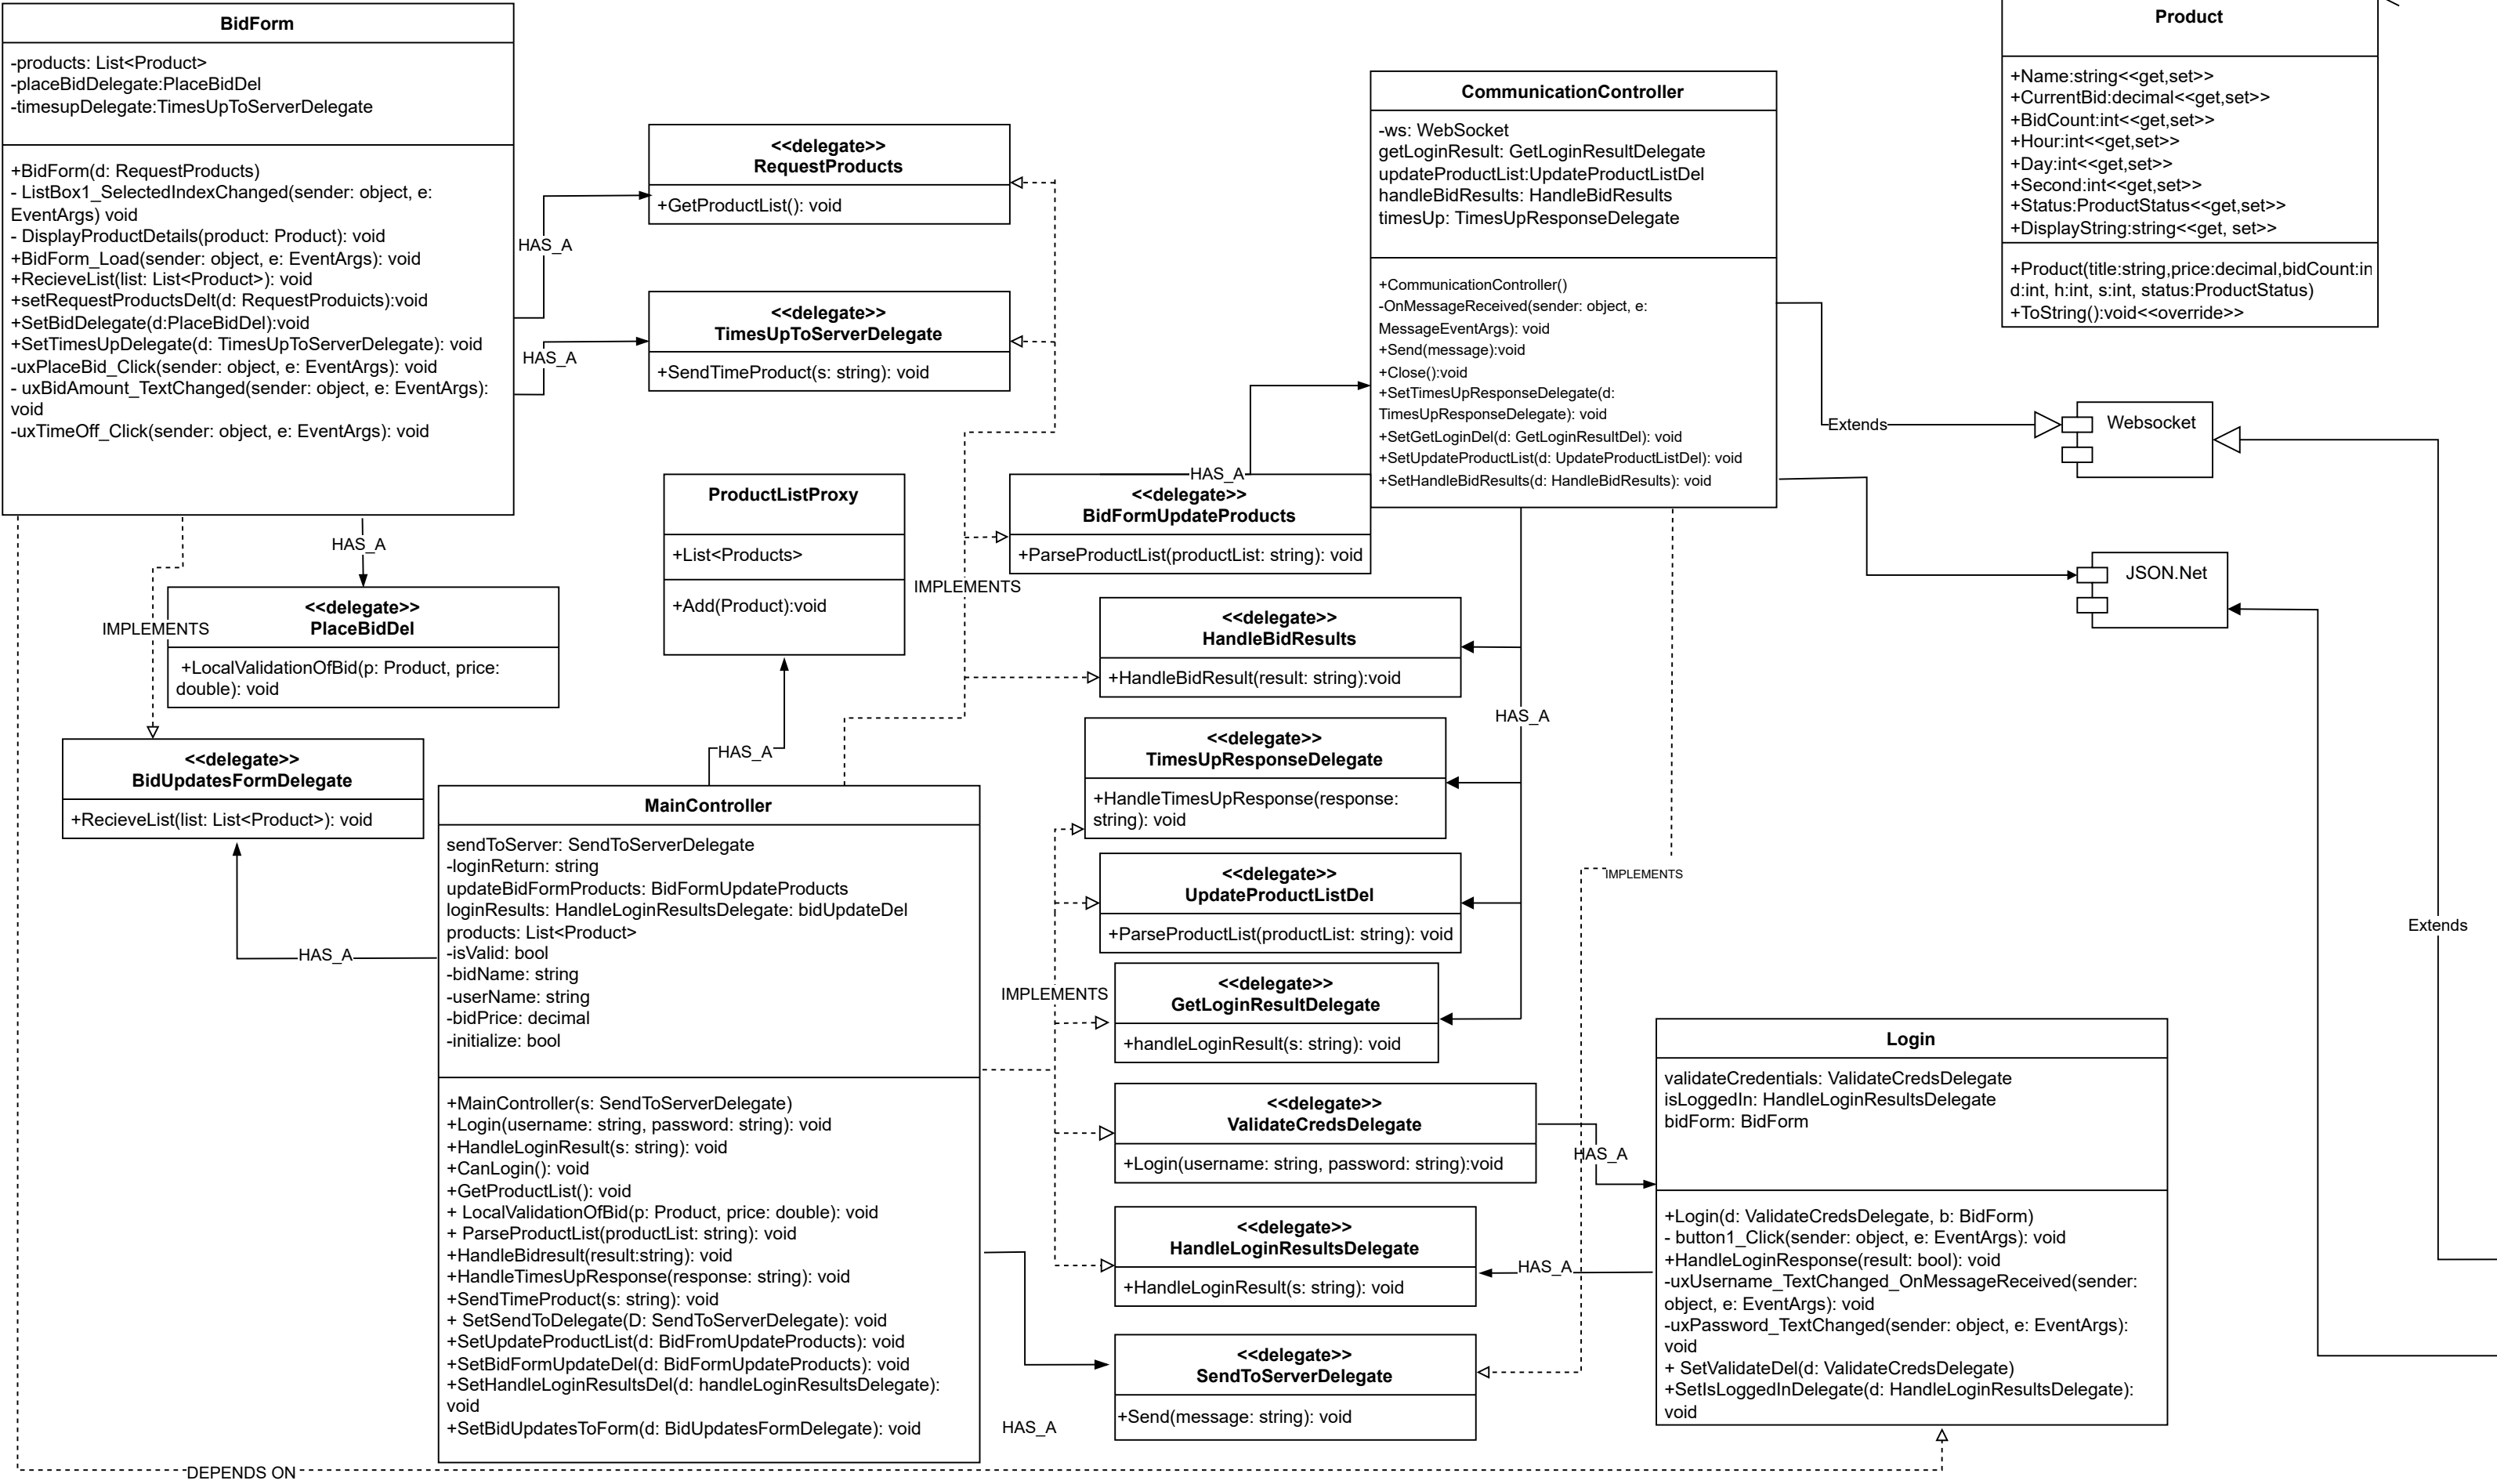 BidForm
-products: List<Product>
-placeBidDelegate:PlaceBidDel
-timesupDelegate:TimesUpToServerDelegate
+BidForm(d: RequestProducts)
- ListBox1_SelectedIndexChanged(sender: object, e:
EventArgs) void
- DisplayProductDetails(product: Product): void
+BidForm_Load(sender: object, e: EventArgs): void
+RecieveList(list: List<Product>): void
+setRequestProductsDelt(d: RequestProduicts):void
+SetBidDelegate(d:PlaceBidDel):void
+SetTimesUpDelegate(d: TimesUpToServerDelegate): void
-uxPlaceBid_Click(sender: object, e: EventArgs): void
- uxBidAmount_TextChanged(sender: object, e: EventArgs):
void
-uxTimeOff_Click(sender: object, e: EventArgs): void
HAS_A
HAS_A
<<delegate>>
RequestProducts
+GetProductList(): void
<<delegate>>
TimesUpToServerDelegate
+SendTimeProduct(s: string): void
CommunicationController
-ws: WebSocket
getLoginResult: GetLoginResultDelegate
updateProductList:UpdateProductListDel
handleBidResults: HandleBidResults
timesUp: TimesUpResponseDelegate
+CommunicationController()
-OnMessageReceived(sender: object, e:
MessageEventArgs): void
+Send(message):void
+Close():void
+SetTimesUpResponseDelegate(d:
TimesUpResponseDelegate): void
+SetGetLoginDel(d: GetLoginResultDel): void
+SetUpdateProductList(d: UpdateProductListDel): void
+SetHandleBidResults(d: HandleBidResults): void
Product
+Name:string<<get,set>>
+CurrentBid:decimal<<get,set>>
+BidCount:int<<get,set>>
+Hour:int<<get,set>>
+Day:int<<get,set>>
+Second:int<<get,set>>
+Status:ProductStatus<<get,set>>
+DisplayString:string<<get, set>>
+Product(title:string,price:decimal,bidCount:in
d:int, h:int, s:int, status:ProductStatus)
+ToString():void<<override>>
Extends
Websocket
JSON.Net
Extends
HAS_A
<<delegate>>
BidFormUpdateProducts
+ParseProductList(productList: string): void
ProductListProxy
+List<Products>
+Add(Product):void
IMPLEMENTS
HAS_A
IMPLEMENTS
<<delegate>>
PlaceBidDel
+LocalValidationOfBid(p: Product, price:
double): void
<<delegate>>
HandleBidResults
+HandleBidResult(result: string):void
HAS_A
<<delegate>>
TimesUpResponseDelegate
+HandleTimesUpResponse(response:
string): void
<<delegate>>
BidUpdatesFormDelegate
+RecieveList(list: List<Product>): void
HAS_A
HAS_A
MainController
sendToServer: SendToServerDelegate
-loginReturn: string
updateBidFormProducts: BidFormUpdateProducts
loginResults: HandleLoginResultsDelegate: bidUpdateDel
products: List<Product>
-isValid: bool
-bidName: string
-userName: string
-bidPrice: decimal
-initialize: bool
+MainController(s: SendToServerDelegate)
+Login(username: string, password: string): void
+HandleLoginResult(s: string): void
+CanLogin(): void
+GetProductList(): void
+ LocalValidationOfBid(p: Product, price: double): void
+ ParseProductList(productList: string): void
+HandleBidresult(result:string): void
+HandleTimesUpResponse(response: string): void
+SendTimeProduct(s: string): void
+ SetSendToDelegate(D: SendToServerDelegate): void
+SetUpdateProductList(d: BidFromUpdateProducts): void
+SetBidFormUpdateDel(d: BidFormUpdateProducts): void
+SetHandleLoginResultsDel(d: handleLoginResultsDelegate):
void
+SetBidUpdatesToForm(d: BidUpdatesFormDelegate): void
<<delegate>>
UpdateProductListDel
+ParseProductList(productList: string): void
IMPLEMENTS
IMPLEMENTS
<<delegate>>
GetLoginResultDelegate
+handleLoginResult(s: string): void
<<delegate>>
ValidateCredsDelegate
+Login(username: string, password: string):void
HAS_A
<<delegate>>
HandleLoginResultsDelegate
+HandleLoginResult(s: string): void
HAS_A
<<delegate>>
SendToServerDelegate
+Send(message: string): void
HAS_A
Login
validateCredentials: ValidateCredsDelegate
isLoggedIn: HandleLoginResultsDelegate
bidForm: BidForm
+Login(d: ValidateCredsDelegate, b: BidForm)
- button1_Click(sender: object, e: EventArgs): void
+HandleLoginResponse(result: bool): void
-uxUsername_TextChanged_OnMessageReceived(sender:
object, e: EventArgs): void
-uxPassword_TextChanged(sender: object, e: EventArgs):
void
+ SetValidateDel(d: ValidateCredsDelegate)
+SetIsLoggedInDelegate(d: HandleLoginResultsDelegate):
void
DEPENDS ON